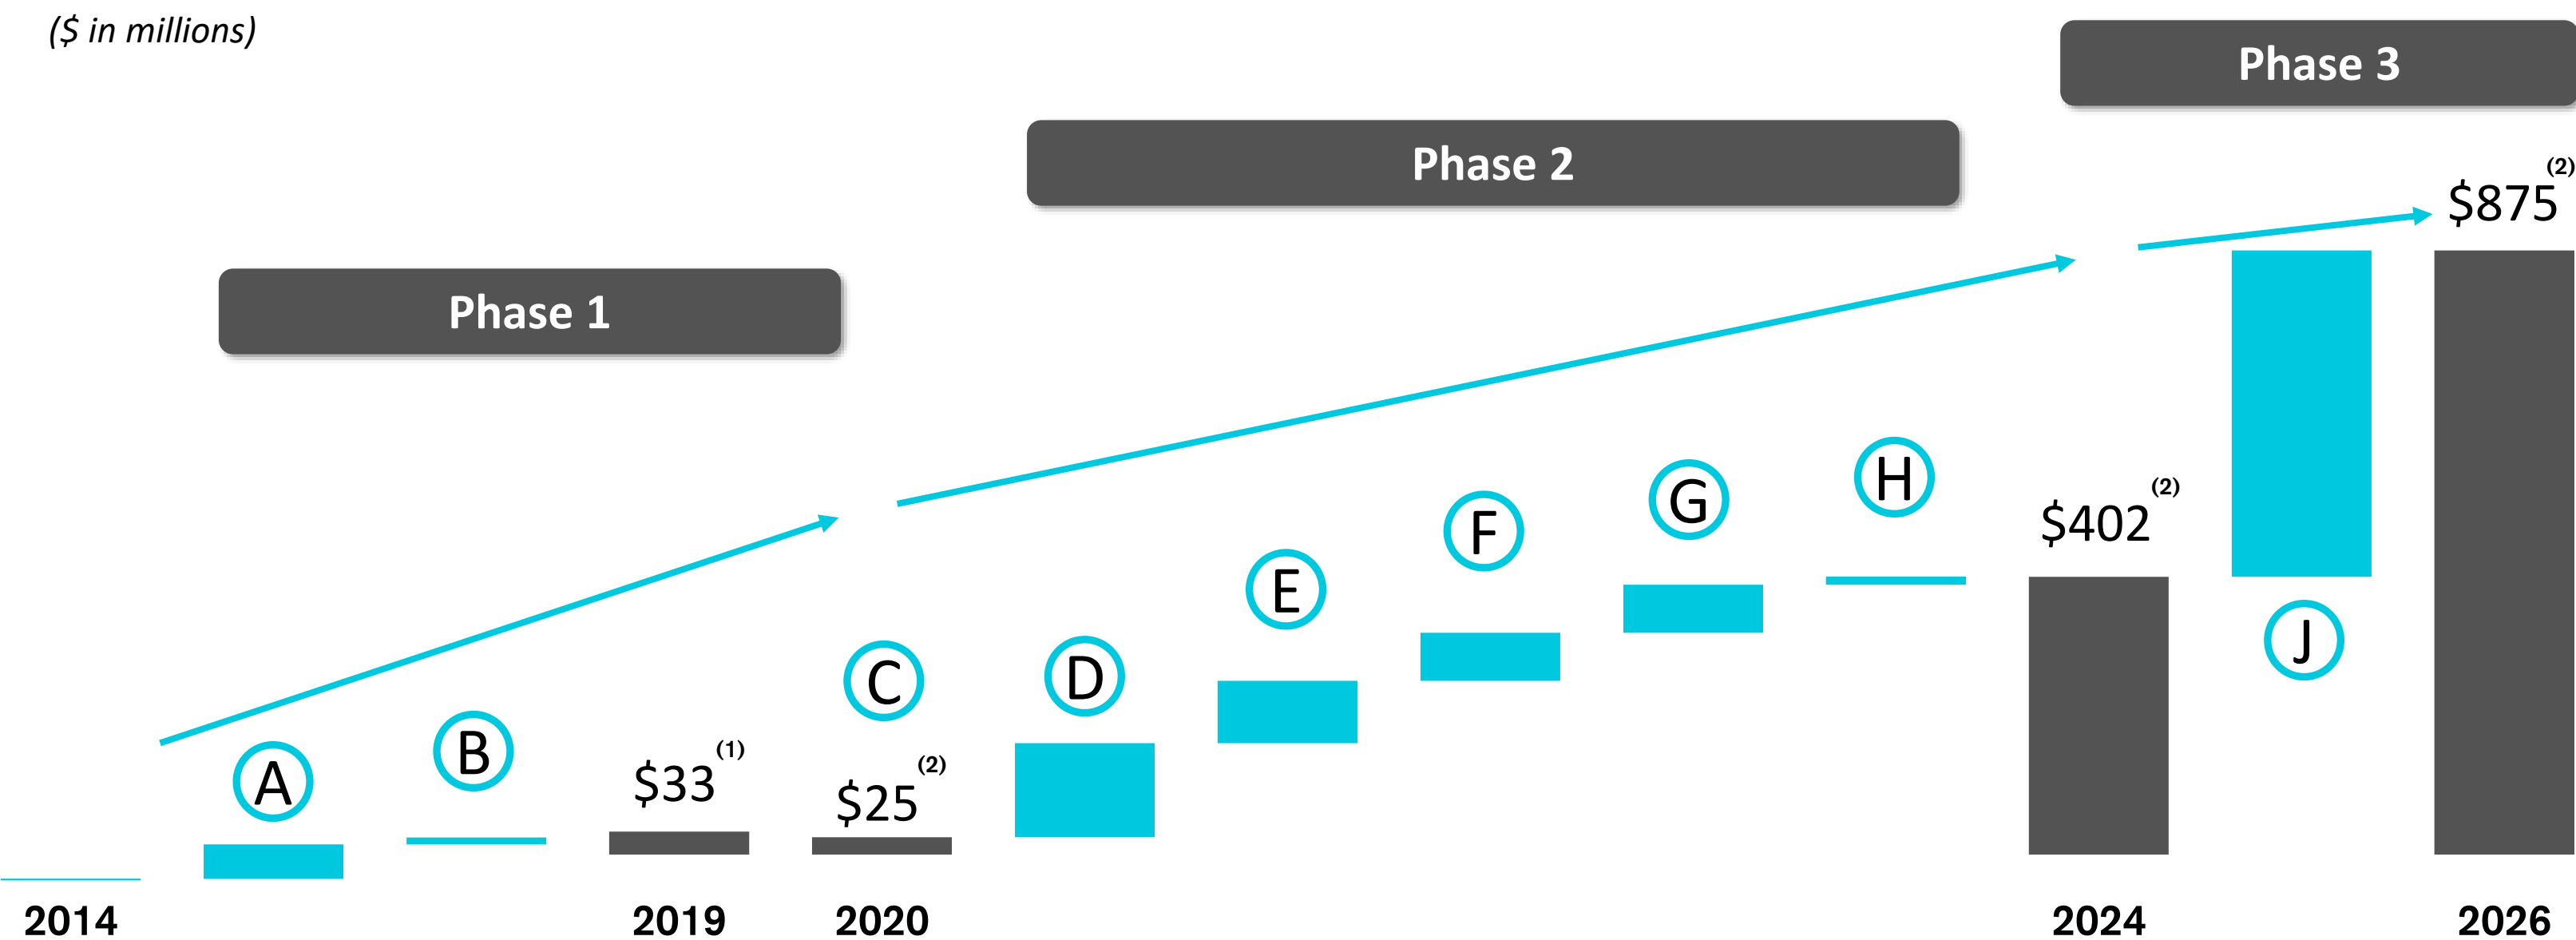 ($ in millions)
Phase 3
Phase 2
$875(2)
Phase 1
H
G
$402(2)
F
E
J
C
D
B
$33(1)
$25(2)
A
2014
2019
2020
2024
2026